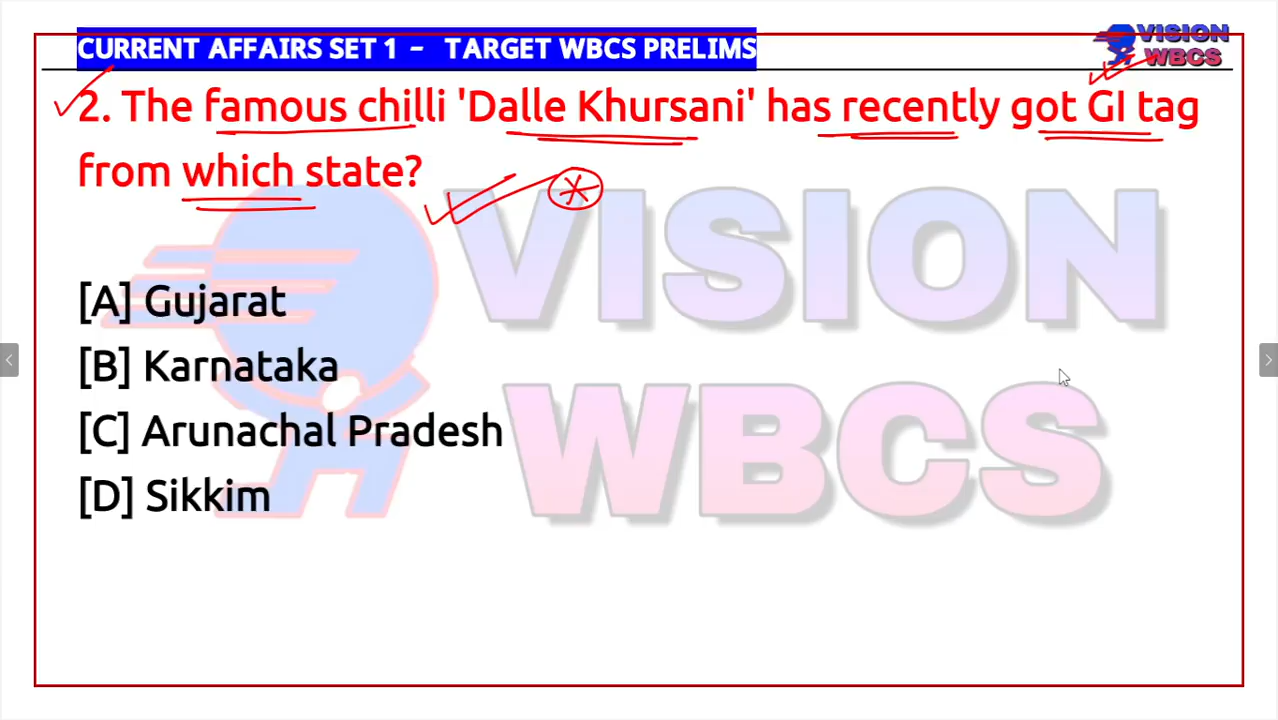 CURRENT AFFAIRS SET 1 - TARGET WBCS PRELIMS
VISION
WBCS
2. The famous chilli 'Dalle Khursani' has recently got GI tag
from which state?
VISION
WBCS
[A] Gujarat
[B] Karnataka
[C] Arunachal Pradesh
[D] Sikkim